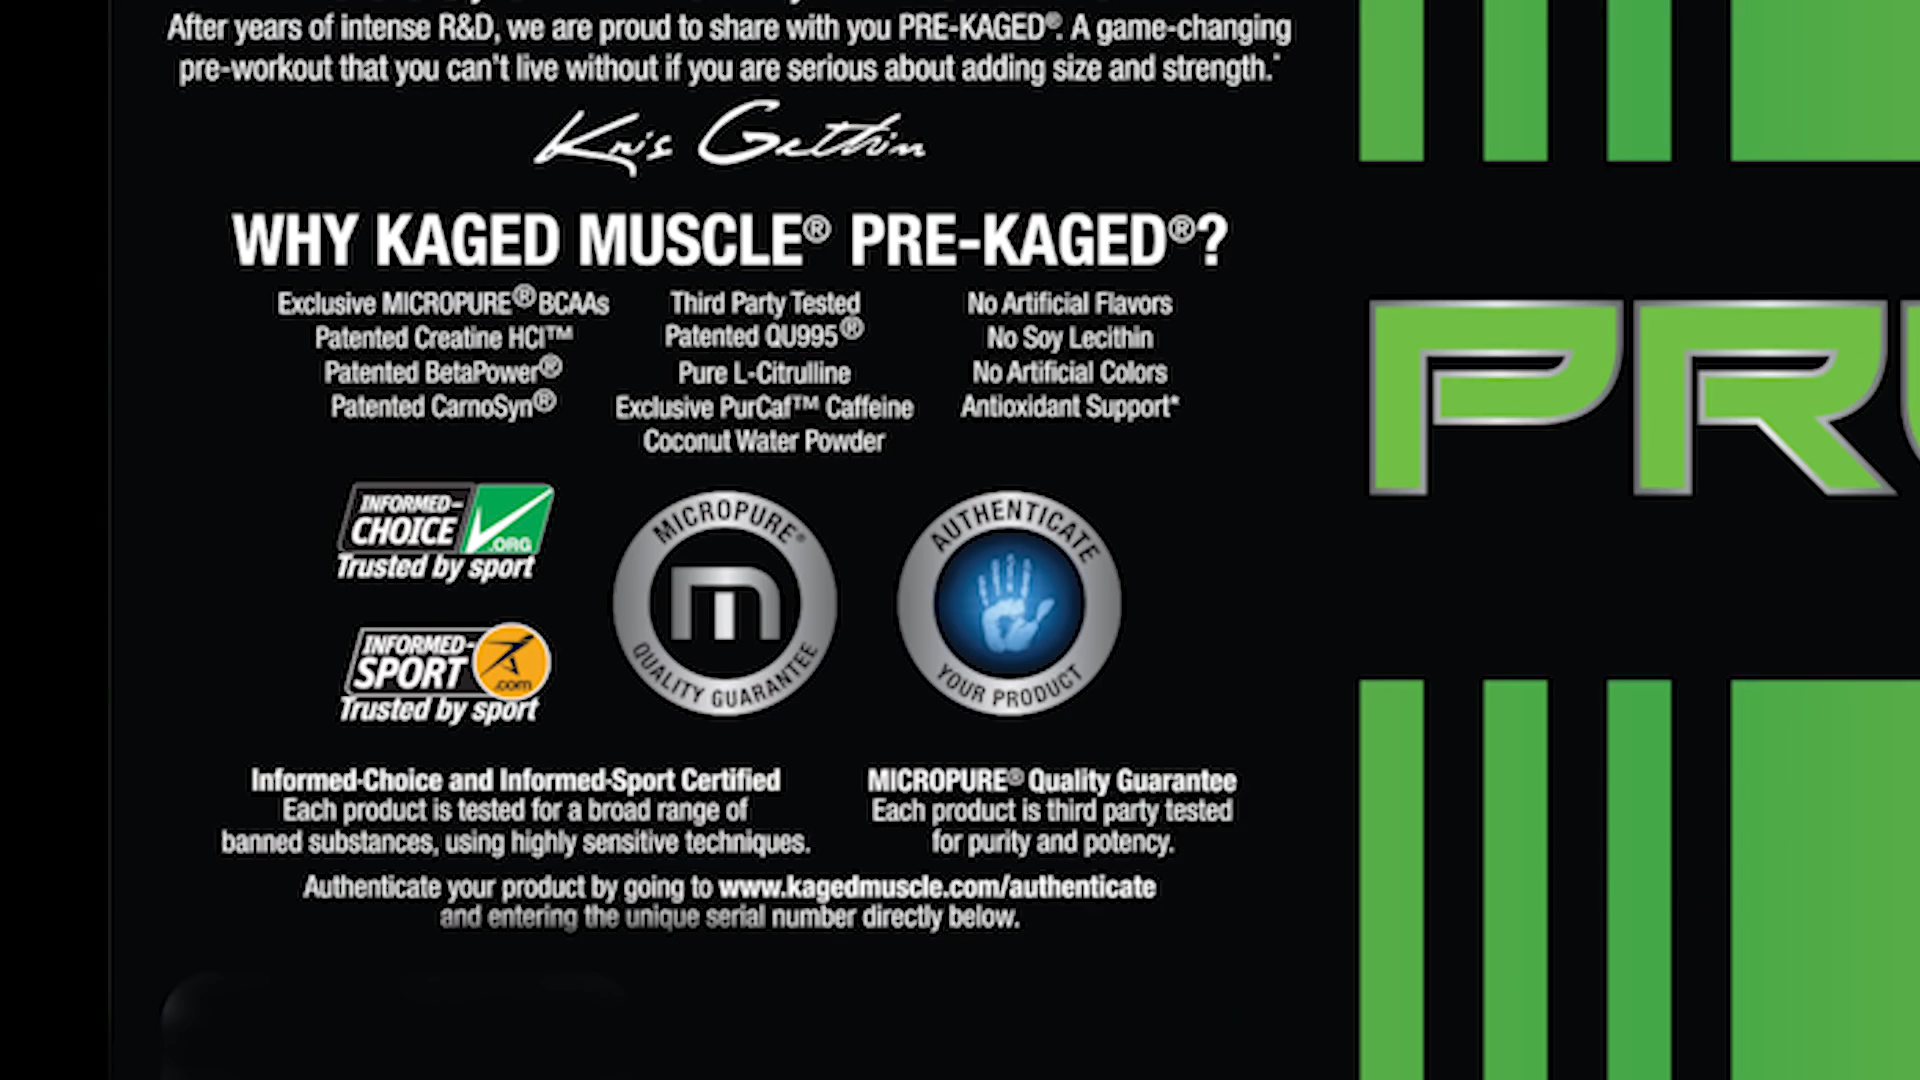 After years of intense R&D, we are proud to share with you PRE-KAGED®. A game-changing
pre-workout that you can't live without if you are serious about adding size and strength.*
Kris Gethin
WHY KAGED MUSCLE® PRE-KAGED®?
Exclusive MICROPURE® BCAAs
Patented Creatine HCl™
Patented BetaPower®
Patented CarnoSyn®
Third Party Tested
Patented QU995®
Pure L-Citrulline
Exclusive PurCaf™ Caffeine
Coconut Water Powder
No Artificial Flavors
No Soy Lecithin
No Artificial Colors
Antioxidant Support*
INFORMED-
CHOICE
.ORG
Trusted by sport
INFORMED-
SPORT
.com
Trusted by sport
MICROPURE®
m
QUALITY GUARANTEE
AUTHENTICATE
YOUR PRODUCT
Informed-Choice and Informed-Sport Certified
Each product is tested for a broad range of
banned substances, using highly sensitive techniques.
MICROPURE® Quality Guarantee
Each product is third party tested
for purity and potency.
Authenticate your product by going to www.kagedmuscle.com/authenticate
and entering the unique serial number directly below.
PR